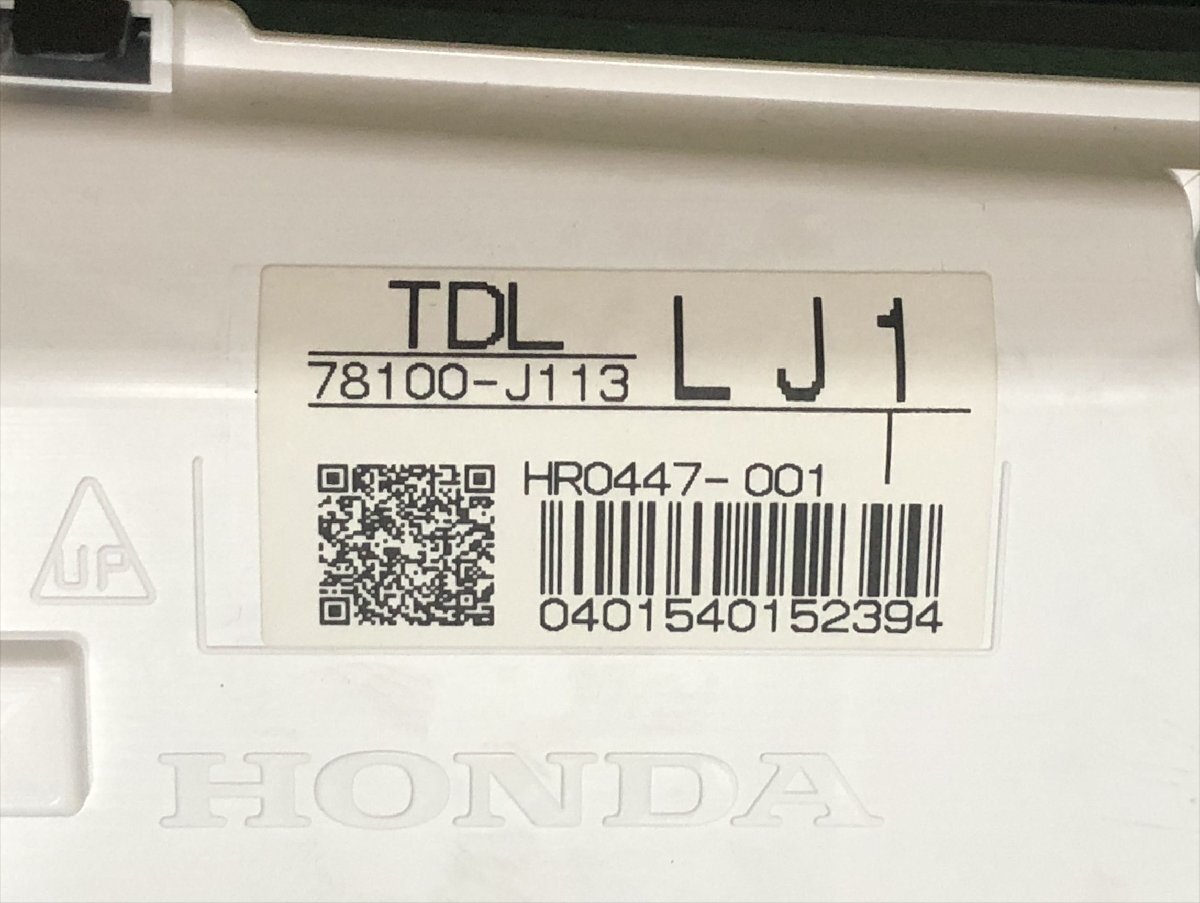 TDL
78100-J113
LJ1
HR0447-001
0401540152394
UP
HONDA